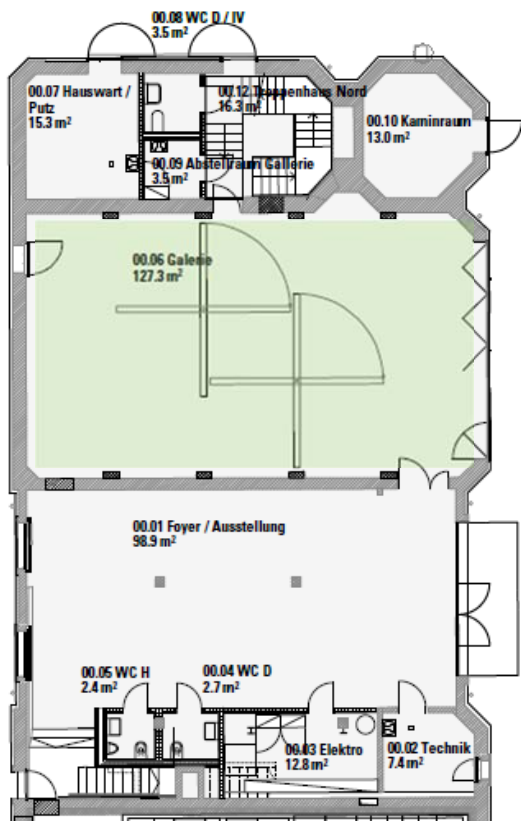 00.08 WC D / IV
3.5 m²
00.07 Hauswart /
Putz
15.3 m²
00.12 Treppenhaus Nord
16.3 m²
00.10 Kaminraum
13.0 m²
00.09 Abstellraum Gallerie
3.5 m²
00.06 Galerie
127.3 m²
00.01 Foyer / Ausstellung
98.9 m²
00.05 WC H
2.4 m²
00.04 WC D
2.7 m²
00.03 Elektro
12.8 m²
00.02 Technik
7.4 m²